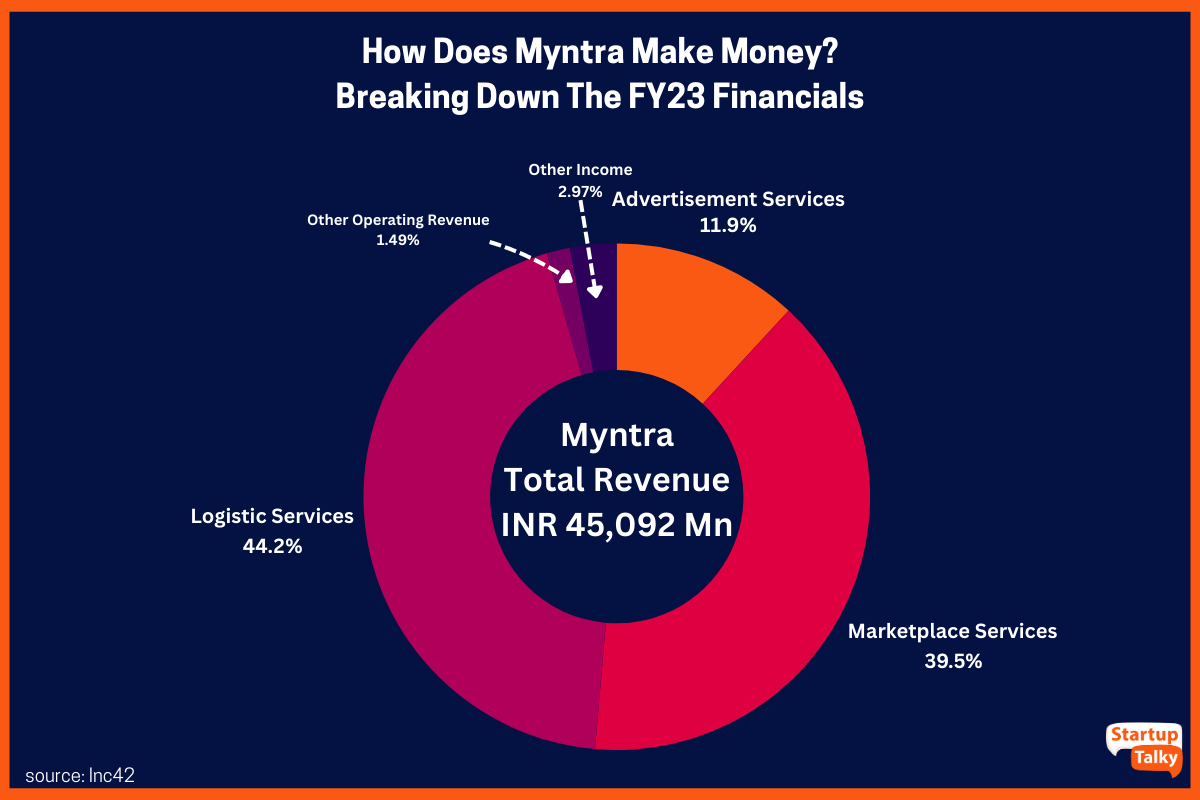 How Does Myntra Make Money?
Breaking Down The FY23 Financials
Other Income
2.97%
Advertisement Services
11.9%
Other Operating Revenue
1.49%
Myntra
Total Revenue
INR 45,092 Mn
Logistic Services
44.2%
Marketplace Services
39.5%
Startup
Talky
source: Inc42